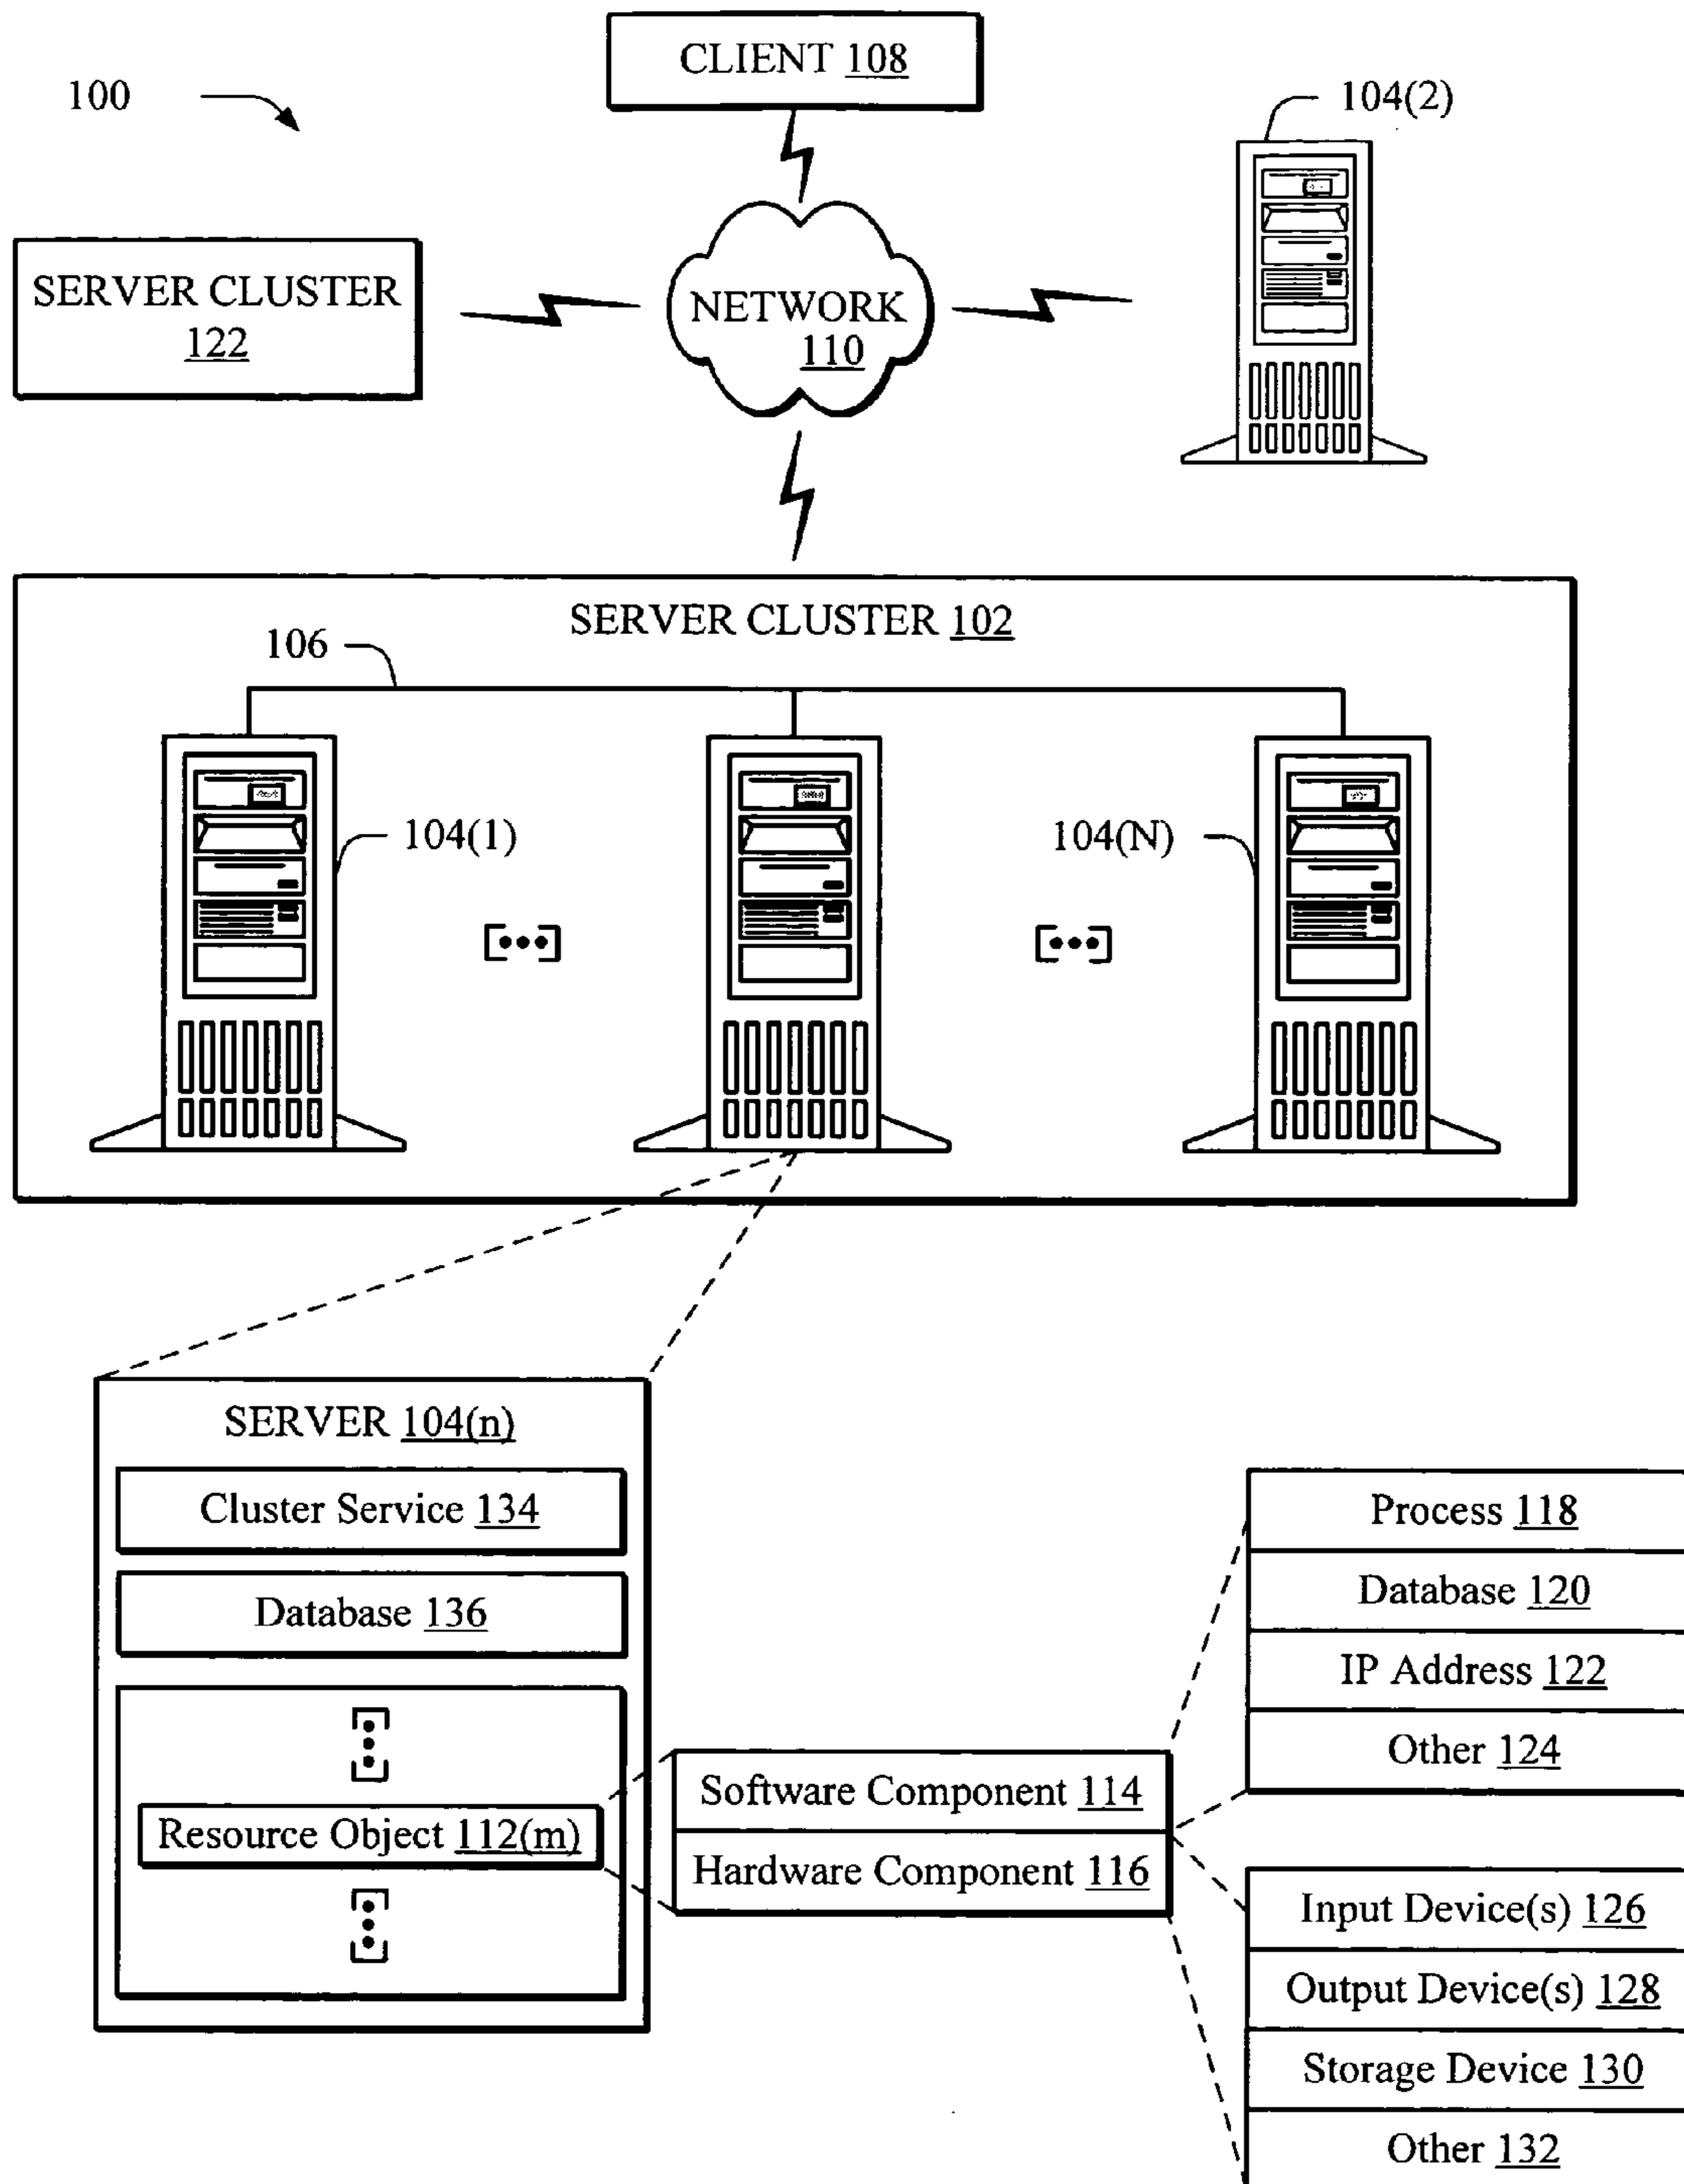 CLIENT 108
100
104(2)
SERVER CLUSTER
122
NETWORK
110
SERVER CLUSTER 102
106
104(1)
104(N)
[•••]
[•••]
SERVER 104(n)
Cluster Service 134
Database 136
Resource Object 112(m)
Software Component 114
Hardware Component 116
Process 118
Database 120
IP Address 122
Other 124
Input Device(s) 126
Output Device(s) 128
Storage Device 130
Other 132